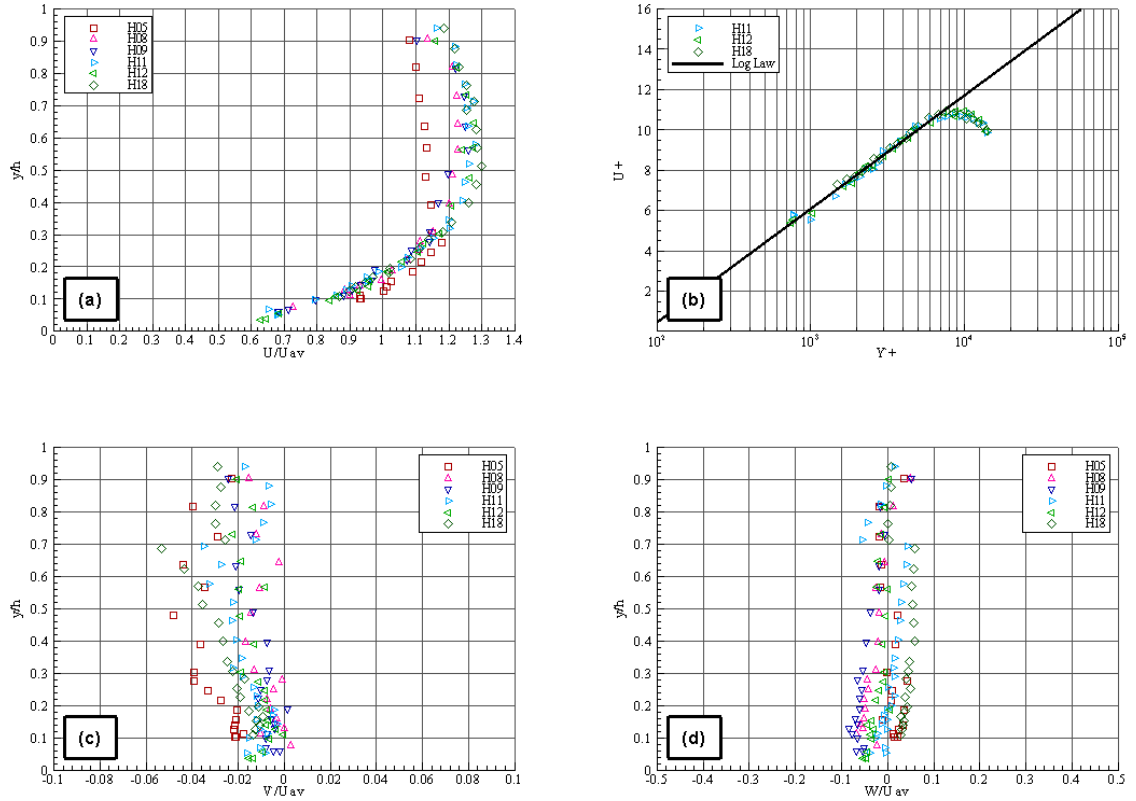 1
0.9
0.8
0.7
0.6
0.5
0.4
0.3
0.2
0.1
0
y/h
H05
H08
H09
H11
H12
H18
(a)
0 0.1 0.2 0.3 0.4 0.5 0.6 0.7 0.8 0.9 1 1.1 1.2 1.3 1.4
U/Uav
16
14
12
10
8
6
4
2
U+
H11
H12
H18
Log Law
(b)
10² 10³ 10⁴ 10⁵
Y+
1
0.9
0.8
0.7
0.6
0.5
0.4
0.3
0.2
0.1
0
y/h
H05
H08
H09
H11
H12
H18
(c)
-0.1 -0.08 -0.06 -0.04 -0.02 0 0.02 0.04 0.06 0.08 0.1
V/Uav
1
0.9
0.8
0.7
0.6
0.5
0.4
0.3
0.2
0.1
0
y/h
H05
H08
H09
H11
H12
H18
(d)
-0.5 -0.4 -0.3 -0.2 -0.1 0 0.1 0.2 0.3 0.4 0.5
W/Uav